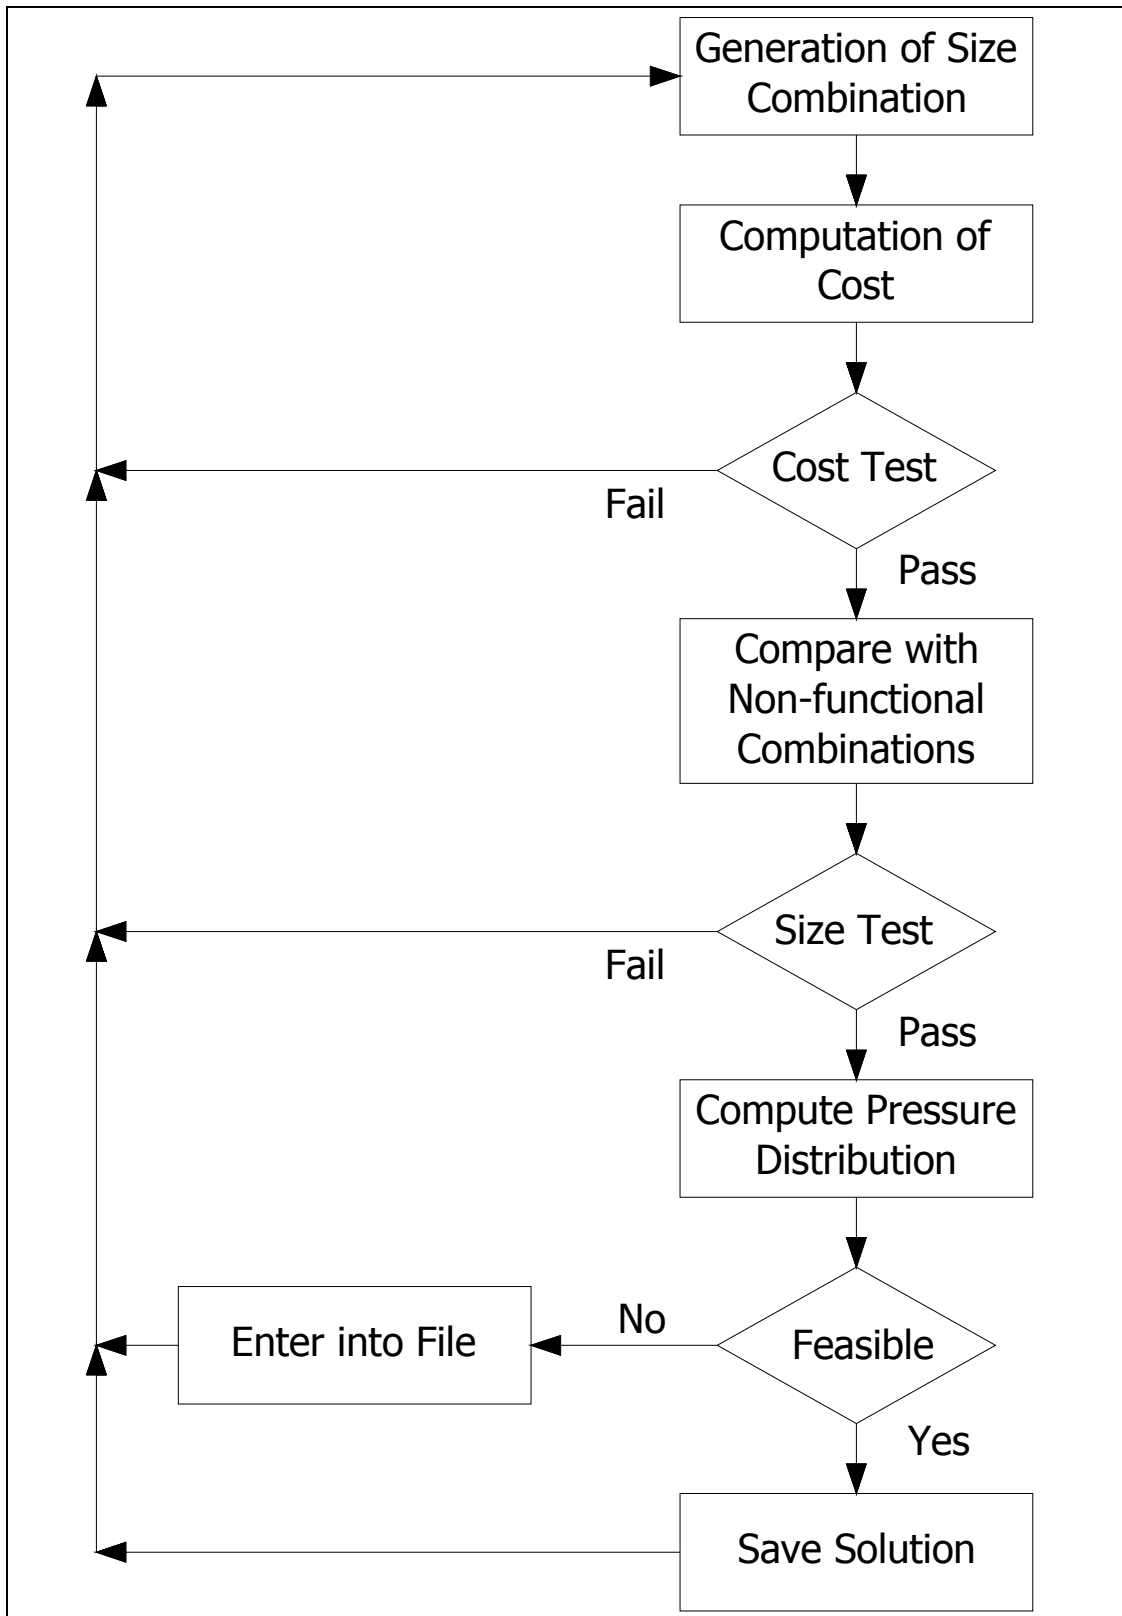 Generation of Size
Combination
Computation of
Cost
Cost Test
Fail
Pass
Compare with
Non-functional
Combinations
Size Test
Fail
Pass
Compute Pressure
Distribution
Feasible
No
Enter into File
Yes
Save Solution